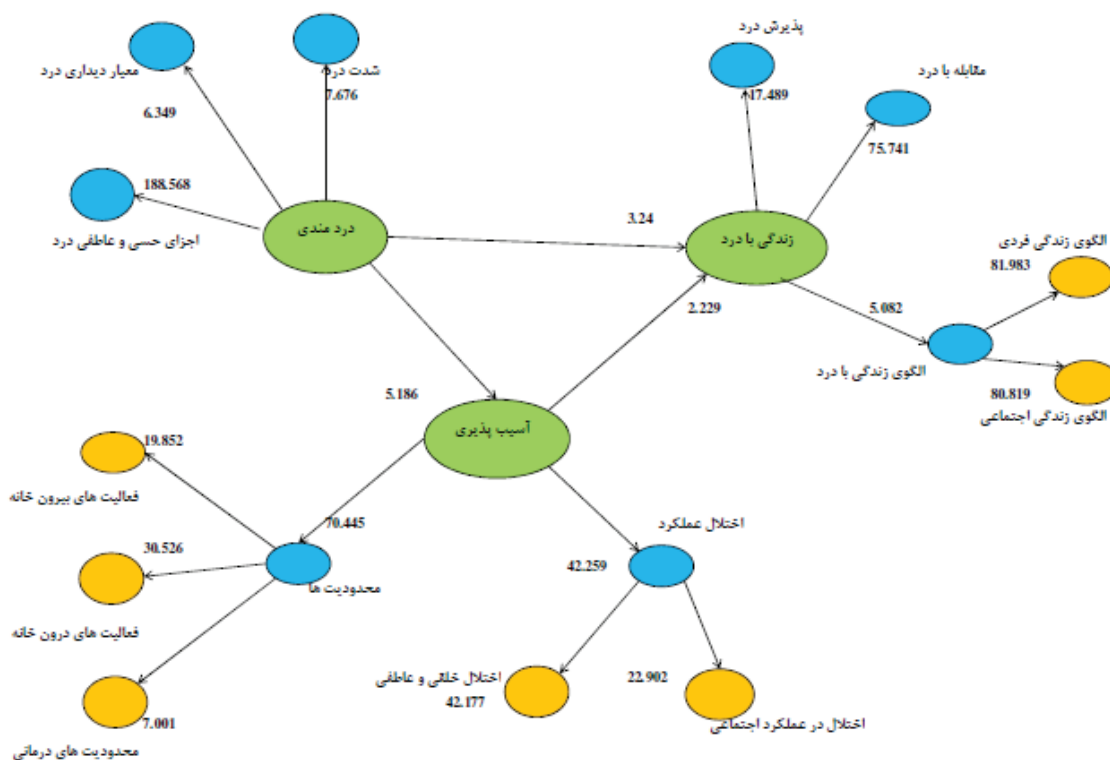 پذیرش درد
17.489
مقابله با درد
75.741
شدت درد
7.676
معیار دیداری درد
6.349
188.568
اجزای حسی و عاطفی درد
درد مندی
3.24
زندگی با درد
الگوی زندگی فردی
81.983
5.082
2.229
الگوی زندگی با درد
80.819
الگوی زندگی اجتماعی
5.186
آسیب پذیری
19.852
فعالیت های بیرون خانه
70.445
30.526
محدودیت ها
فعالیت های درون خانه
7.001
محدودیت های درمانی
اختلال عملکرد
42.259
اختلال خلقی و عاطفی
42.177
22.902
اختلال در عملکرد اجتماعی